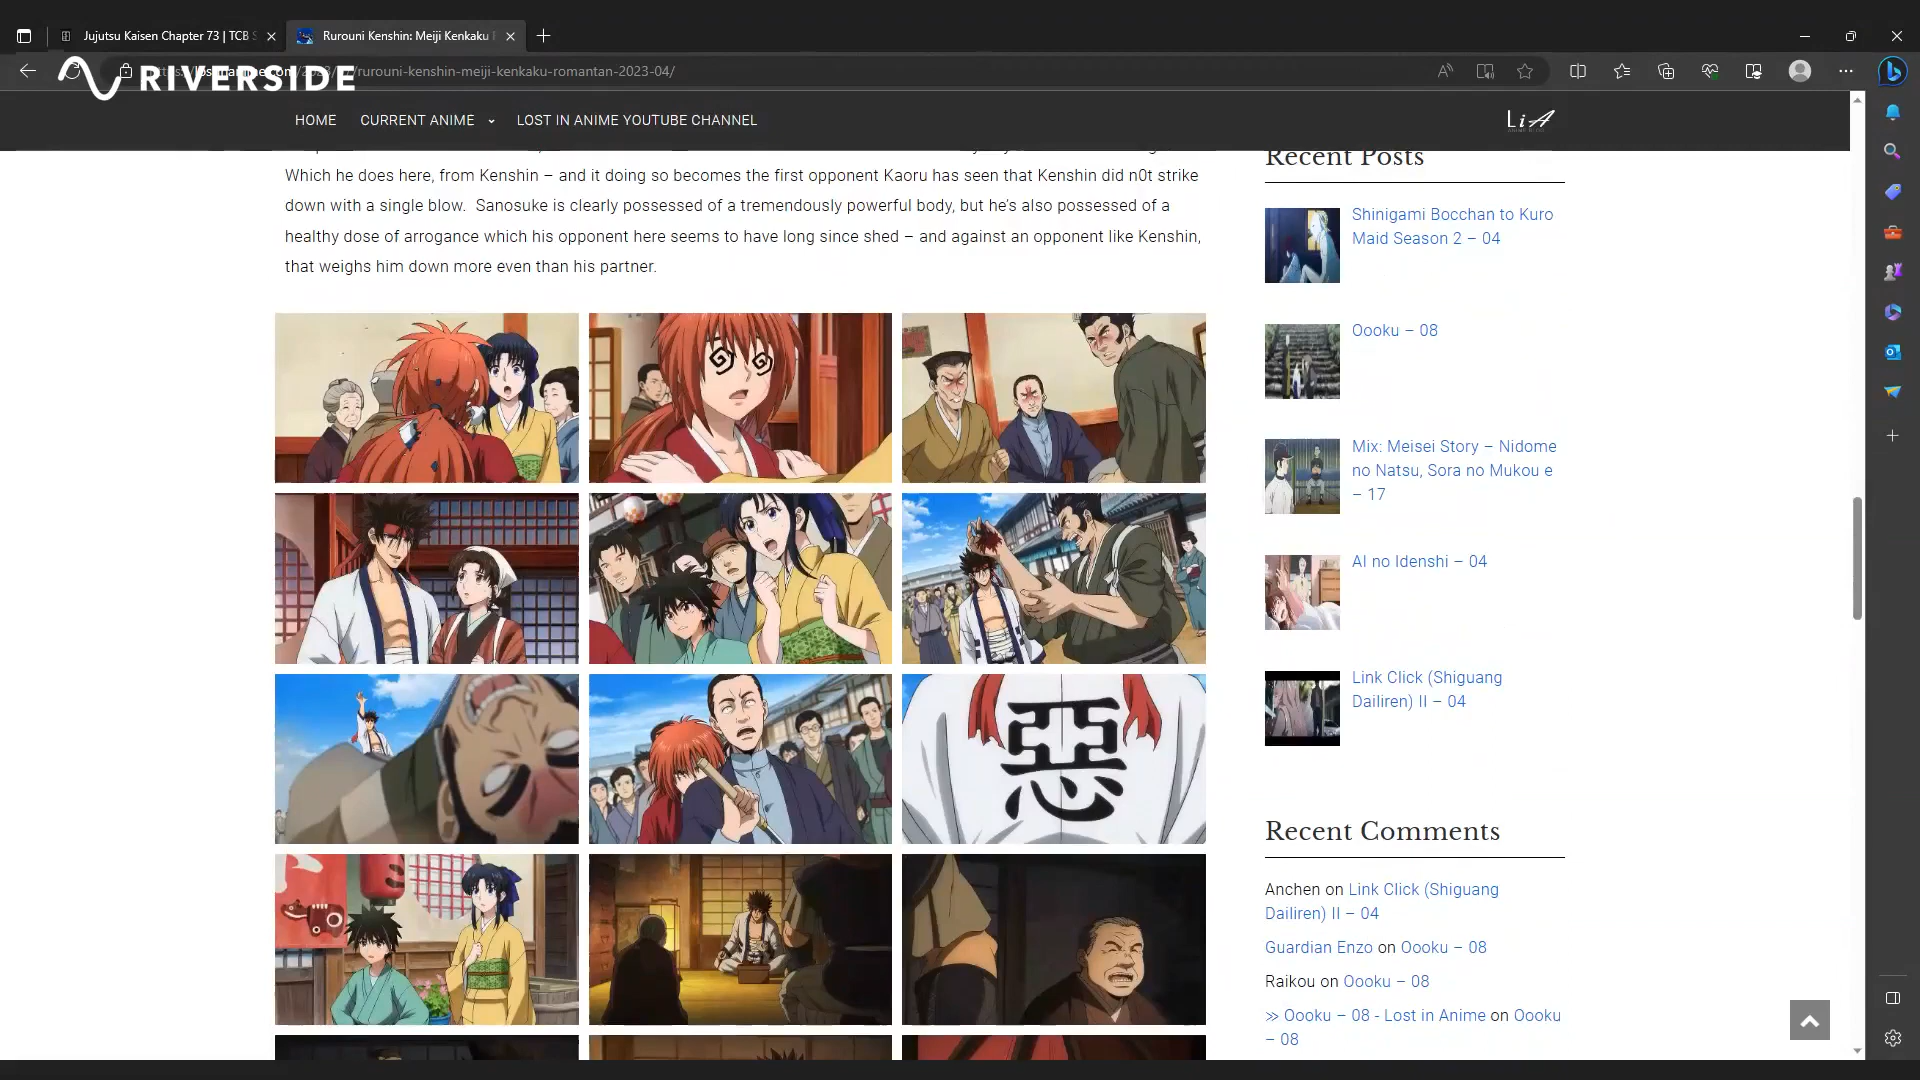 Jujutsu Kaisen Chapter 73 | TCB S
Rurouni Kenshin: Meiji Kenkaku
RIVERSIDE
/rurouni-kenshin-meiji-kenkaku-romantan-2023-04/
HOME
CURRENT ANIME
LOST IN ANIME YOUTUBE CHANNEL
LiA
Which he does here, from Kenshin – and it doing so becomes the first opponent Kaoru has seen that Kenshin did n0t strike
down with a single blow. Sanosuke is clearly possessed of a tremendously powerful body, but he's also possessed of a
healthy dose of arrogance which his opponent here seems to have long since shed – and against an opponent like Kenshin,
that weighs him down more even than his partner.
惡
Recent Posts
Shinigami Bocchan to Kuro
Maid Season 2 – 04
Oooku – 08
Mix: Meisei Story – Nidome
no Natsu, Sora no Mukou e
– 17
AI no Idenshi – 04
Link Click (Shiguang
Dailiren) II – 04
Recent Comments
Anchen on Link Click (Shiguang
Dailiren) II – 04
Guardian Enzo on Oooku – 08
Raikou on Oooku – 08
≫ Oooku – 08 - Lost in Anime on Oooku
– 08